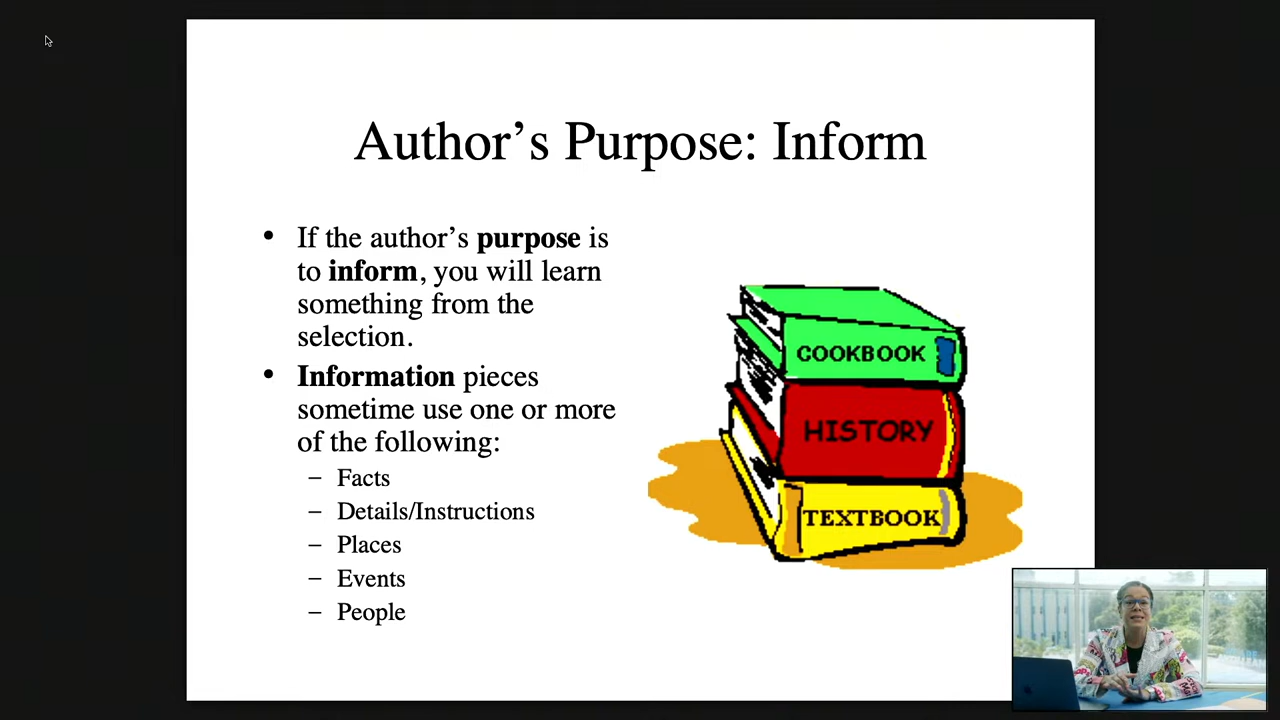 Author’s Purpose: Inform
• If the author’s purpose is
to inform, you will learn
something from the
selection.
• Information pieces
sometime use one or more
of the following:
– Facts
– Details/Instructions
– Places
– Events
– People
COOKBOOK
HISTORY
TEXTBOOK